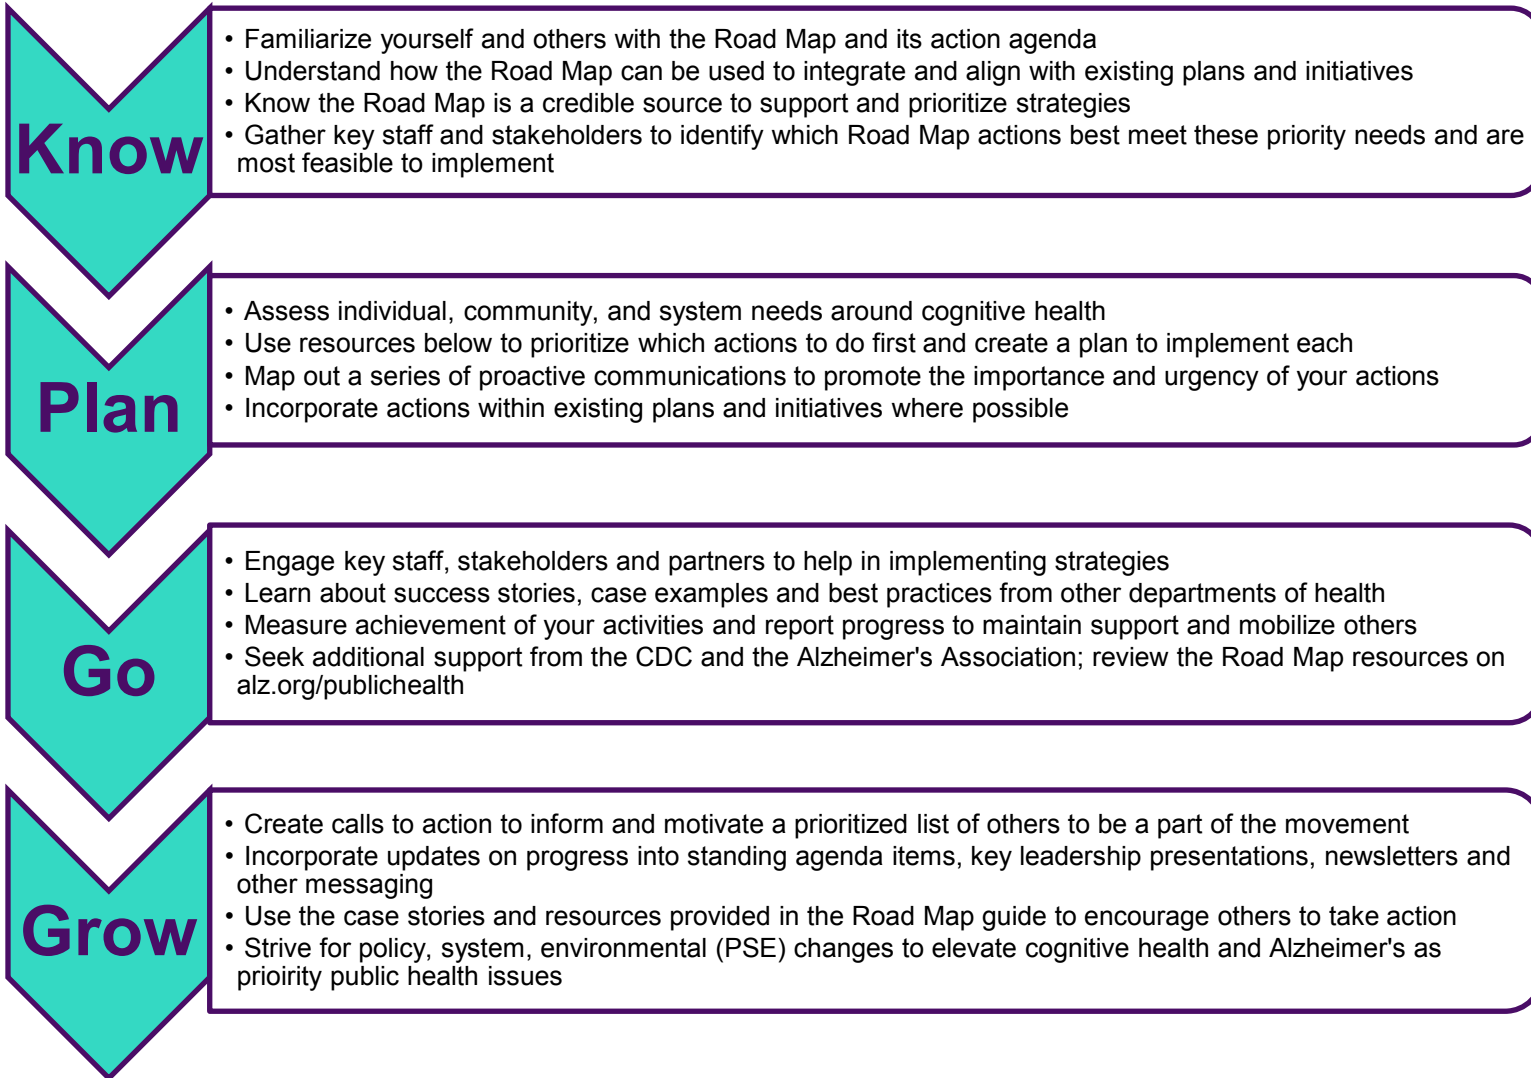 Know
• Familiarize yourself and others with the Road Map and its action agenda
• Understand how the Road Map can be used to integrate and align with existing plans and initiatives
• Know the Road Map is a credible source to support and prioritize strategies
• Gather key staff and stakeholders to identify which Road Map actions best meet these priority needs and are
most feasible to implement
Plan
• Assess individual, community, and system needs around cognitive health
• Use resources below to prioritize which actions to do first and create a plan to implement each
• Map out a series of proactive communications to promote the importance and urgency of your actions
• Incorporate actions within existing plans and initiatives where possible
Go
• Engage key staff, stakeholders and partners to help in implementing strategies
• Learn about success stories, case examples and best practices from other departments of health
• Measure achievement of your activities and report progress to maintain support and mobilize others
• Seek additional support from the CDC and the Alzheimer's Association; review the Road Map resources on
alz.org/publichealth
Grow
• Create calls to action to inform and motivate a prioritized list of others to be a part of the movement
• Incorporate updates on progress into standing agenda items, key leadership presentations, newsletters and
other messaging
• Use the case stories and resources provided in the Road Map guide to encourage others to take action
• Strive for policy, system, environmental (PSE) changes to elevate cognitive health and Alzheimer's as
prioirity public health issues